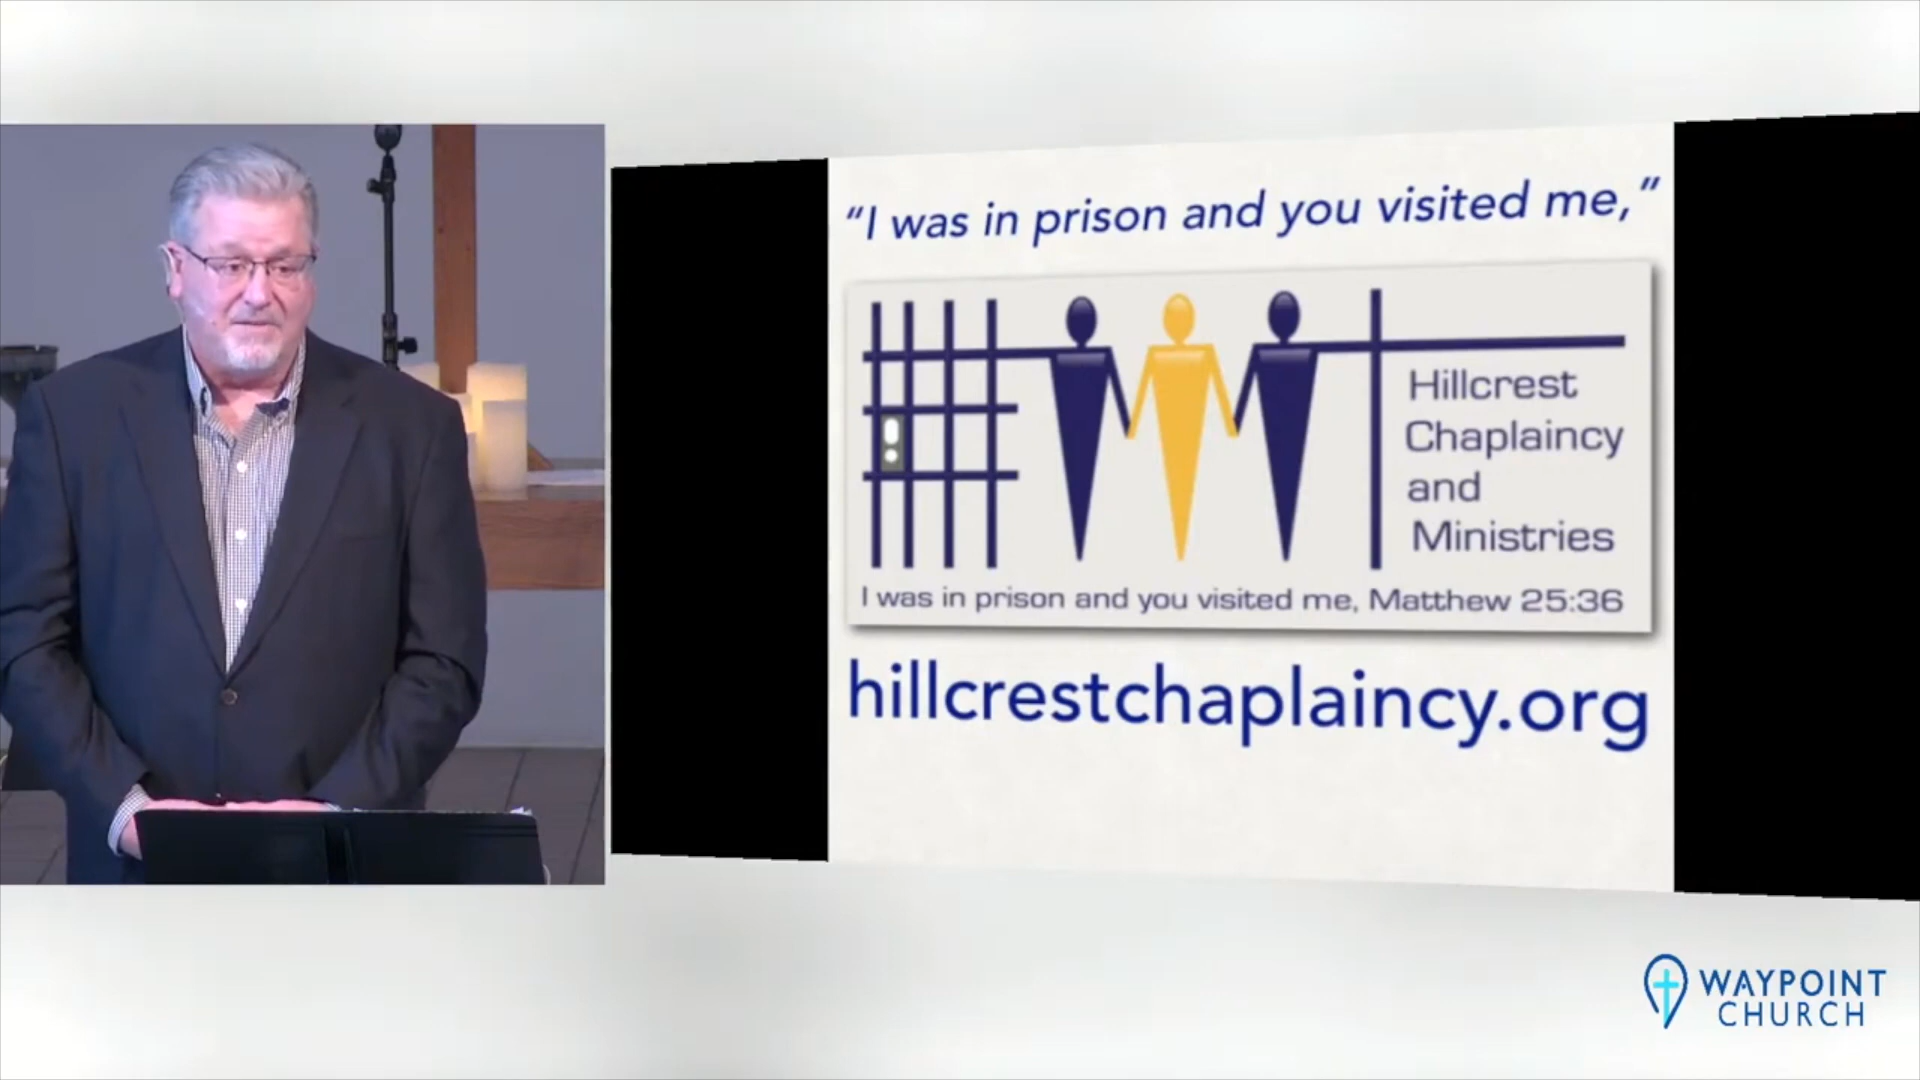 “I was in prison and you visited me,”
Hillcrest
Chaplaincy
and
Ministries
I was in prison and you visited me, Matthew 25:36
hillcrestchaplaincy.org
WAYPOINT
CHURCH